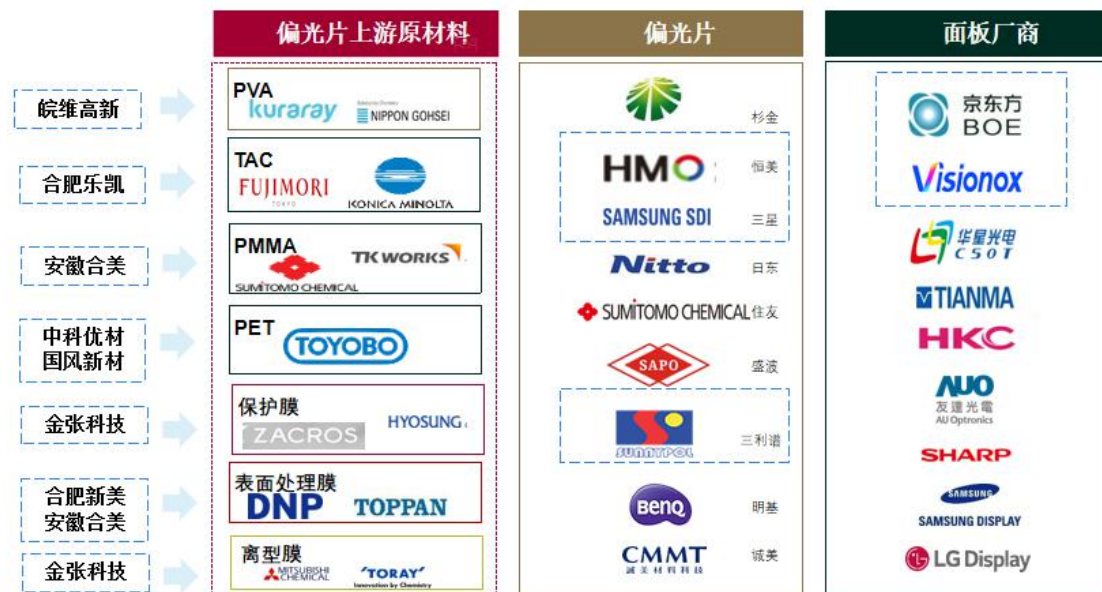 偏光片上游原材料
偏光片
面板厂商
皖维高新
PVA
kuraray
NIPPON GOHSEI
合肥乐凯
TAC
FUJIMORI
TOKYO
KONICA MINOLTA
安徽合美
PMMA
SUMITOMO CHEMICAL
TK WORKS
中科优材
国风新材
PET
TOYOBO
金张科技
保护膜
ZACROS
HYOSUNG
合肥新美
安徽合美
表面处理膜
DNP
TOPPAN
金张科技
离型膜
MITSUBISHI
CHEMICAL
'TORAY'
Innovation by Chemistry
杉金
HMO
恒美
SAMSUNG SDI
三星
Nitto
日东
SUMITOMO CHEMICAL
住友
SAPO
盛波
SUNNYPOL
三利谱
BenQ
明基
CMMT
诚美材料科技
诚美
京东方
BOE
Visionox
华星光电
CSOT
TIANMA
HKC
AUO
友達光電
AU Optronics
SHARP
SAMSUNG
SAMSUNG DISPLAY
LG Display